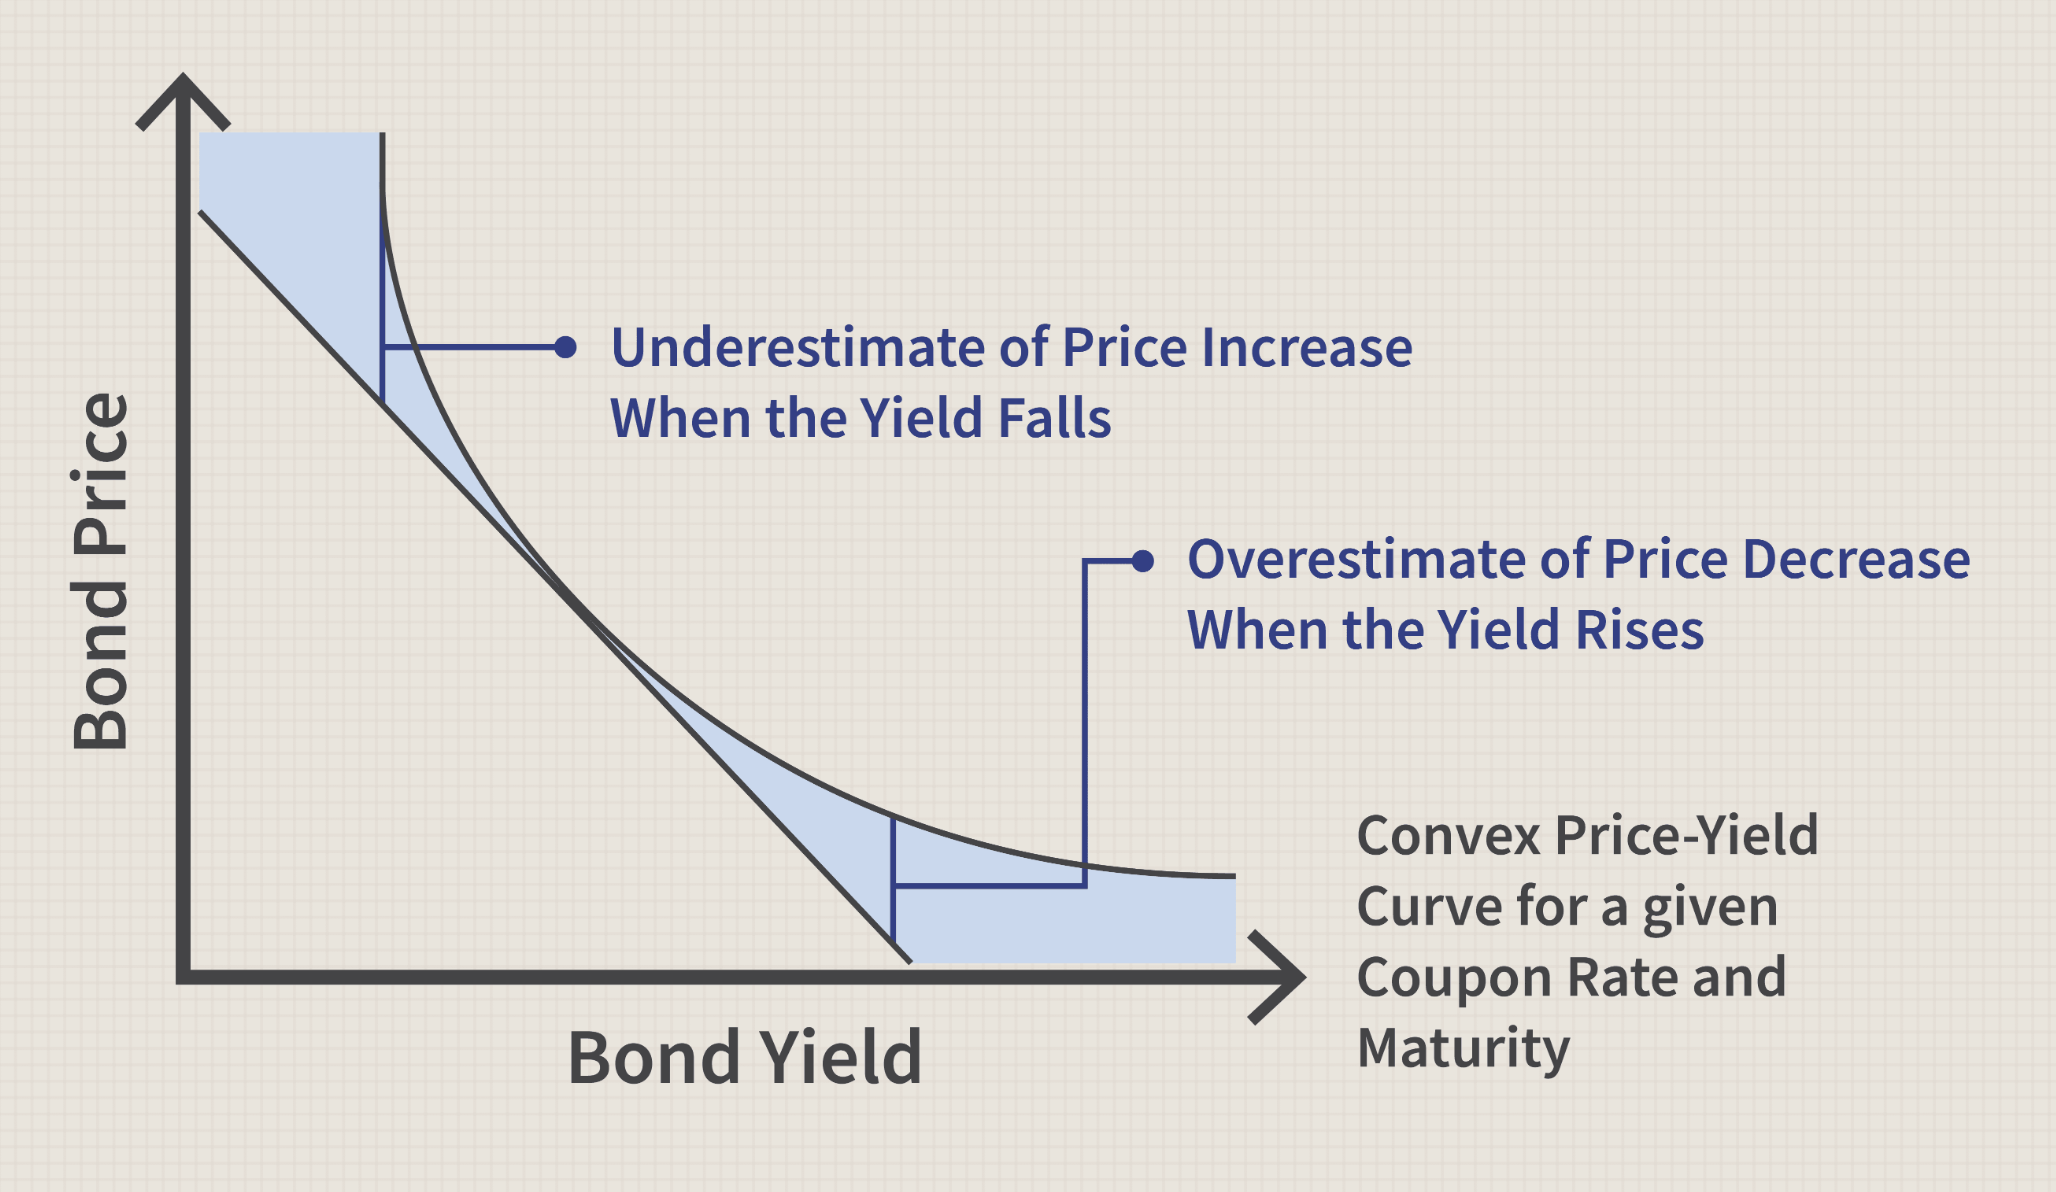 Bond Price
Underestimate of Price Increase
When the Yield Falls
Overestimate of Price Decrease
When the Yield Rises
Convex Price-Yield
Curve for a given
Coupon Rate and
Maturity
Bond Yield